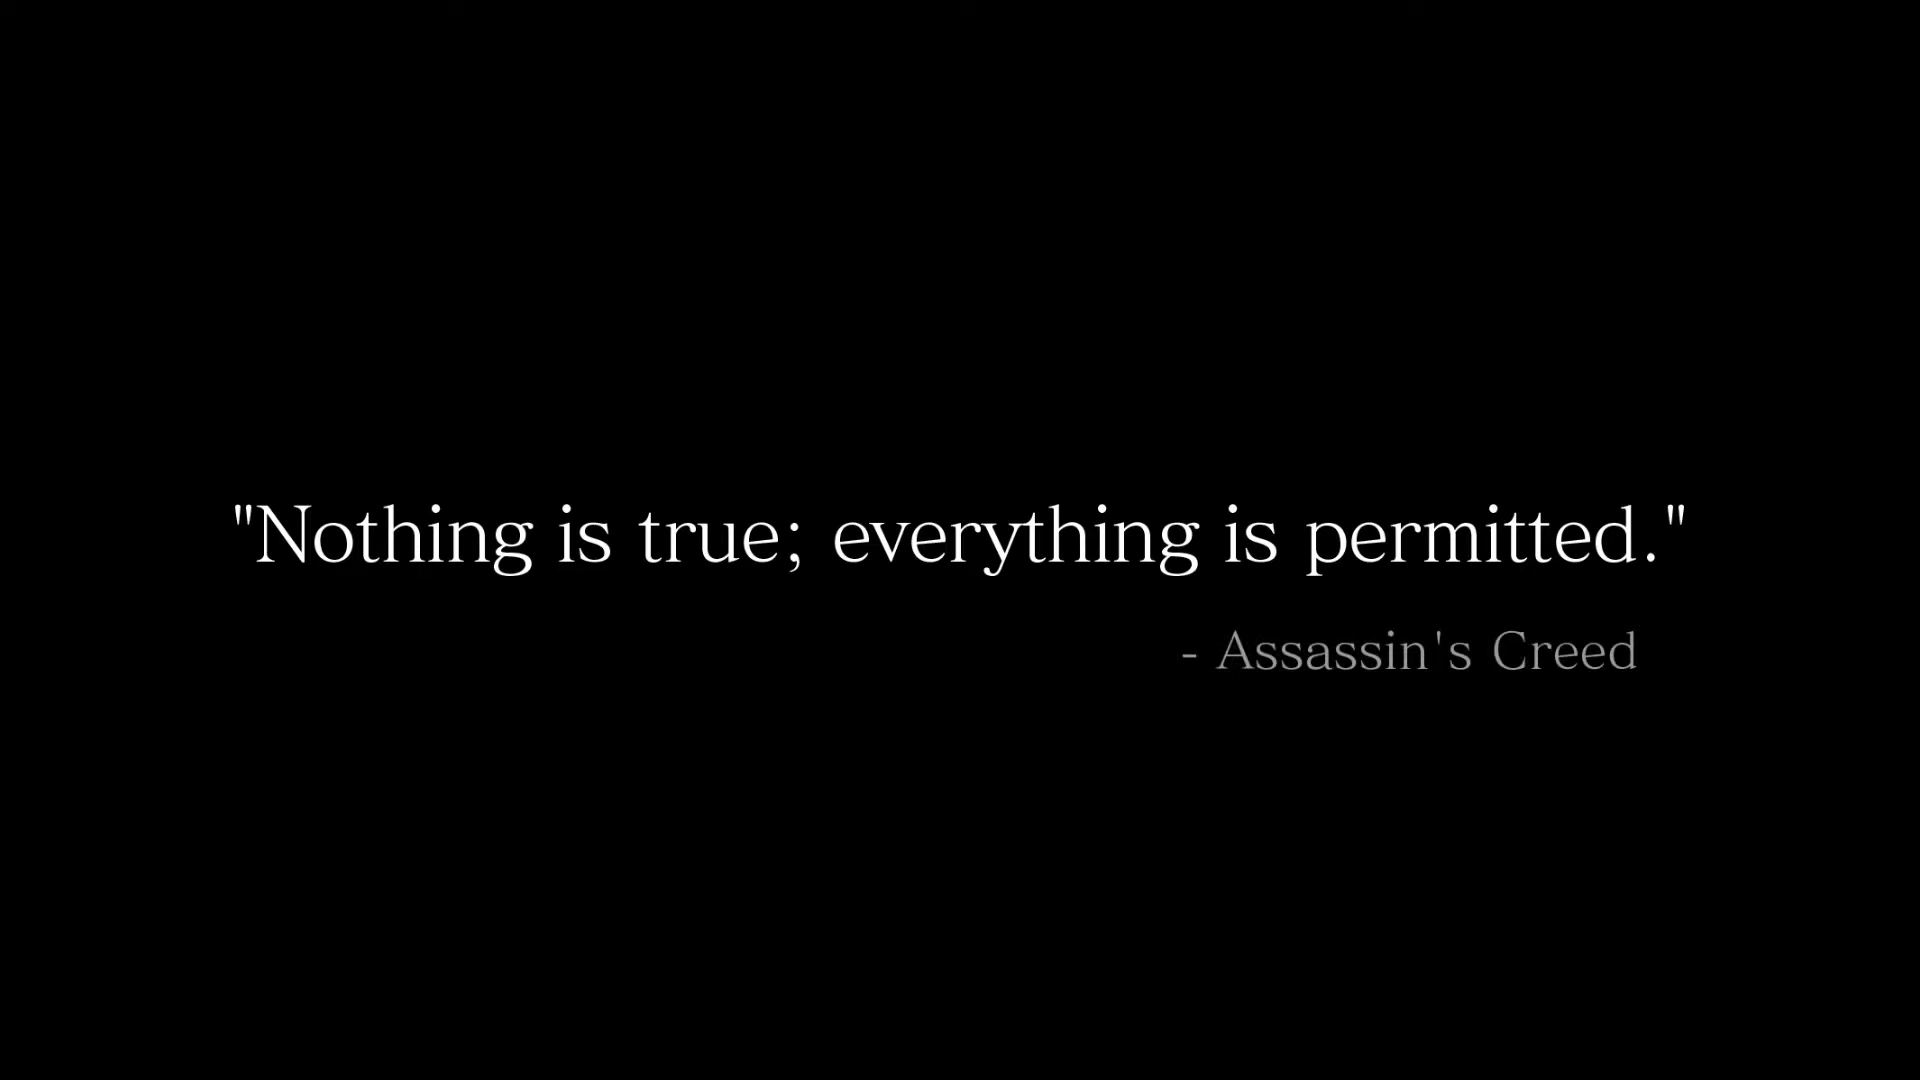 "Nothing is true; everything is permitted."
- Assassin's Creed